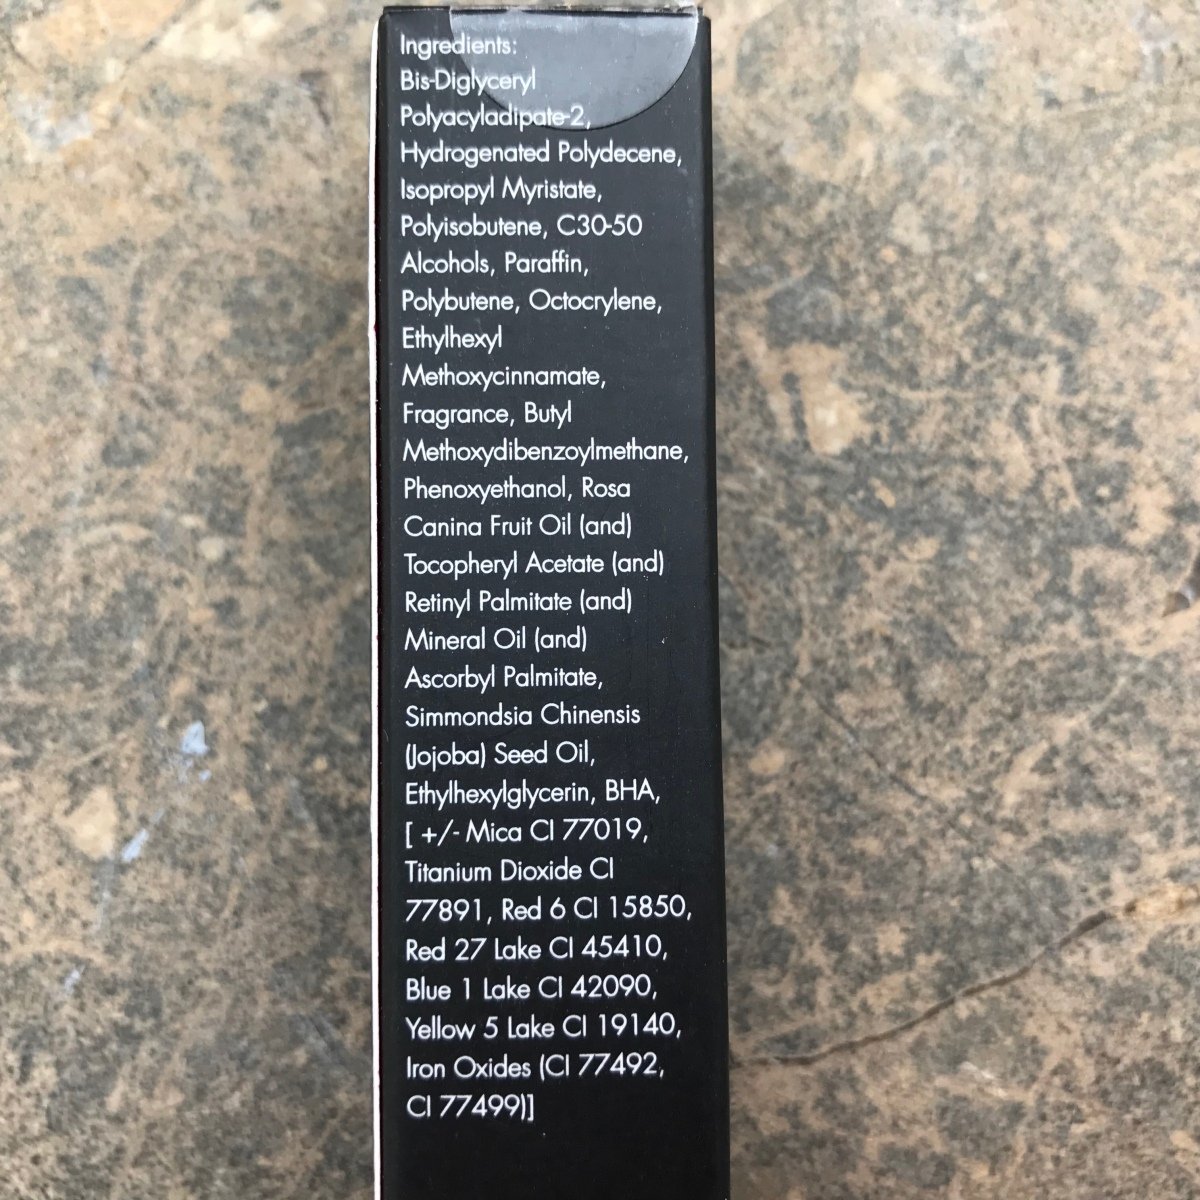 Ingredients:
Bis-Diglyceryl
Polyacyladipate-2,
Hydrogenated Polydecene,
Isopropyl Myristate,
Polyisobutene, C30-50
Alcohols, Paraffin,
Polybutene, Octocrylene,
Ethylhexyl
Methoxycinnamate,
Fragrance, Butyl
Methoxydibenzoylmethane,
Phenoxyethanol, Rosa
Canina Fruit Oil (and)
Tocopheryl Acetate (and)
Retinyl Palmitate (and)
Mineral Oil (and)
Ascorbyl Palmitate,
Simmondsia Chinensis
(Jojoba) Seed Oil,
Ethylhexylglycerin, BHA,
[ +/- Mica CI 77019,
Titanium Dioxide CI
77891, Red 6 CI 15850,
Red 27 Lake CI 45410,
Blue 1 Lake CI 42090,
Yellow 5 Lake CI 19140,
Iron Oxides (CI 77492,
CI 77499)]